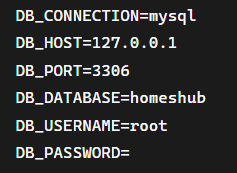 DB_CONNECTION=mysql
DB_HOST=127.0.0.1
DB_PORT=3306
DB_DATABASE=homeshub
DB_USERNAME=root
DB_PASSWORD=